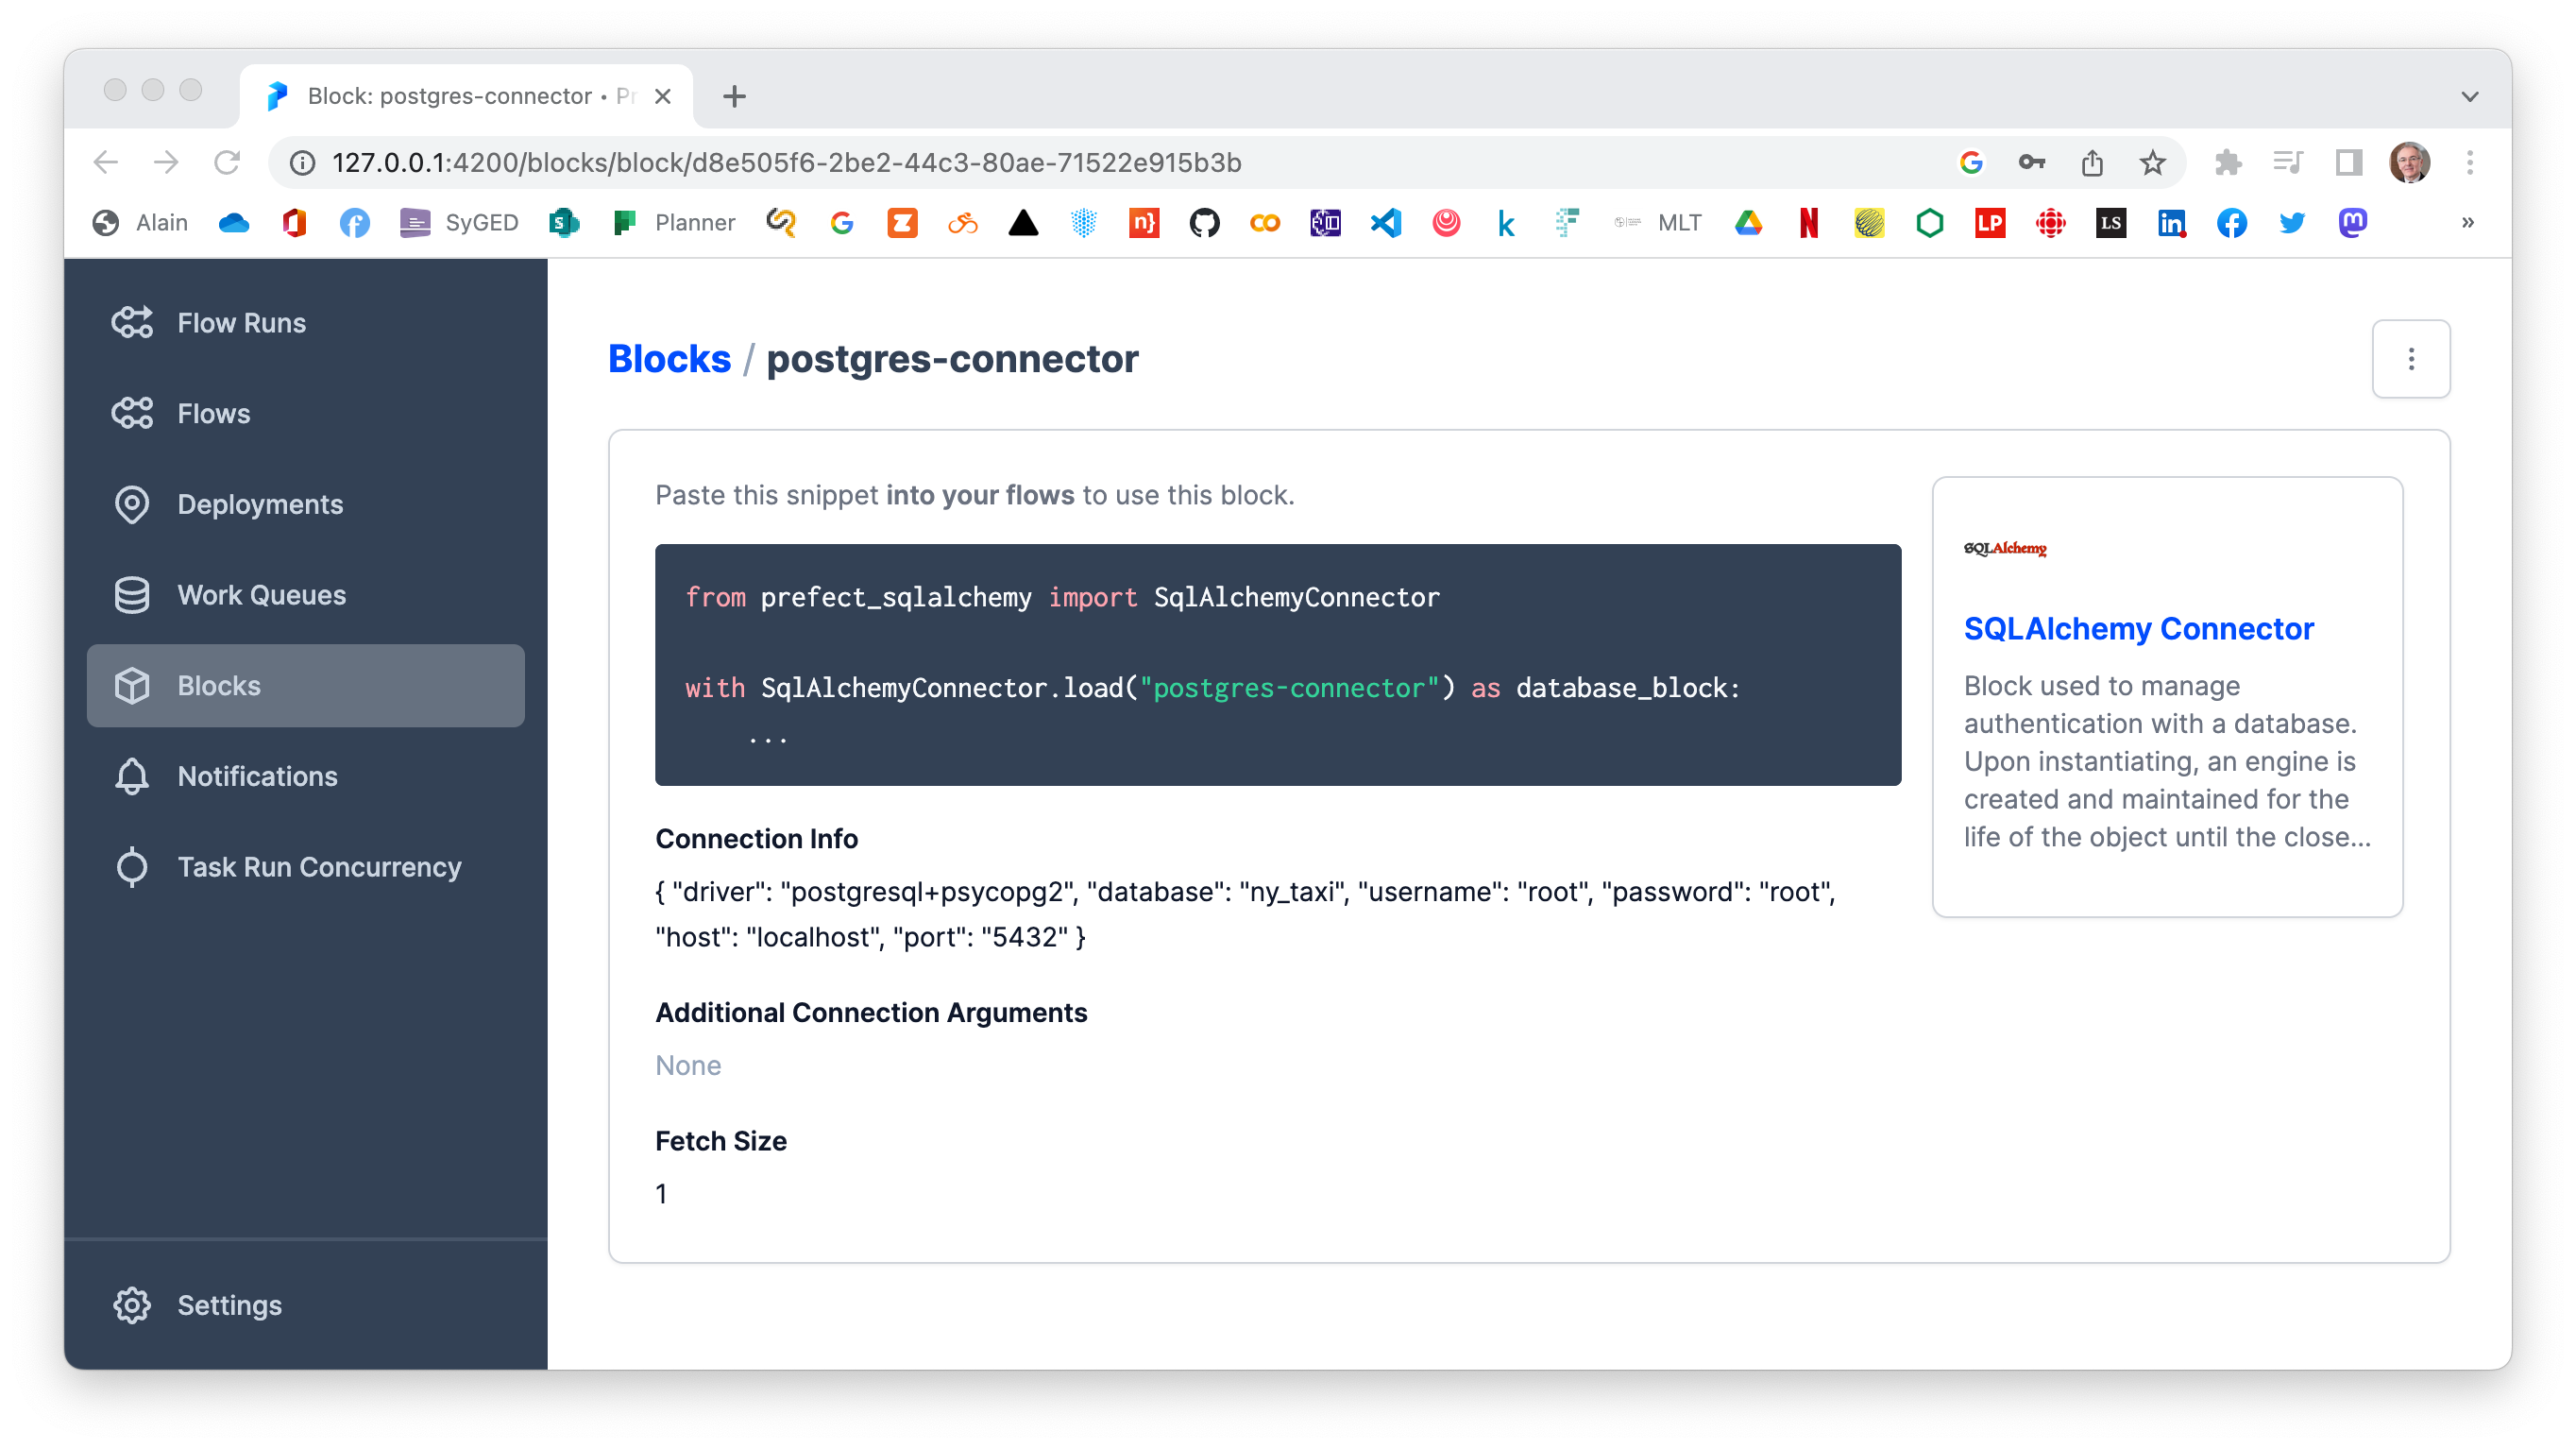 Block: postgres-connector • Pr
127.0.0.1:4200/blocks/block/d8e505f6-2be2-44c3-80ae-71522e915b3b
Alain SyGED Planner MLT »
Flow Runs
Flows
Deployments
Work Queues
Blocks
Notifications
Task Run Concurrency
Settings
Blocks / postgres-connector
Paste this snippet into your flows to use this block.
from prefect_sqlalchemy import SqlAlchemyConnector
with SqlAlchemyConnector.load("postgres-connector") as database_block:
...
Connection Info
{ "driver": "postgresql+psycopg2", "database": "ny_taxi", "username": "root", "password": "root",
"host": "localhost", "port": "5432" }
Additional Connection Arguments
None
Fetch Size
1
SQLAlchemy
SQLAlchemy Connector
Block used to manage
authentication with a database.
Upon instantiating, an engine is
created and maintained for the
life of the object until the close...